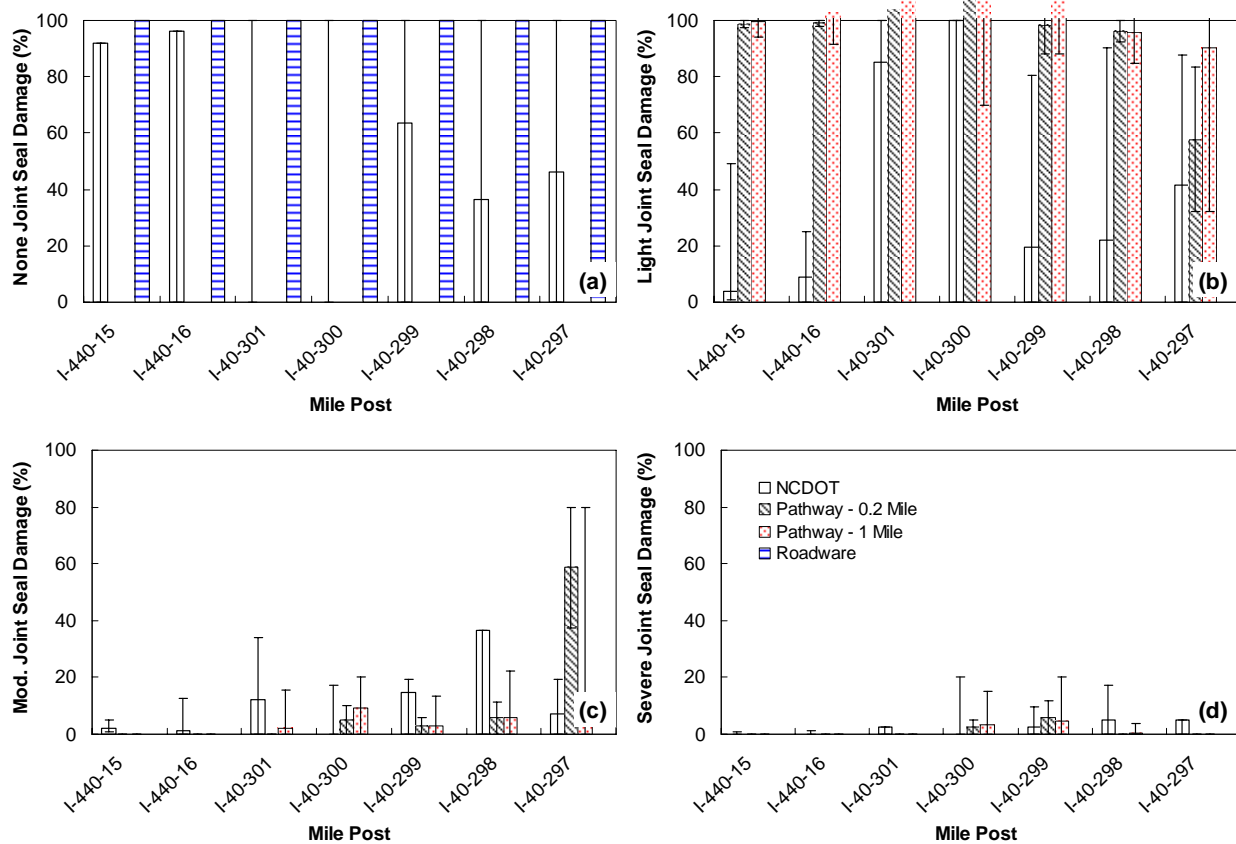 None Joint Seal Damage (%)
100
80
60
40
20
0
(a)
I-440-15
I-440-16
I-40-301
I-40-300
I-40-299
I-40-298
I-40-297
Mile Post
Light Joint Seal Damage (%)
100
80
60
40
20
0
(b)
I-440-15
I-440-16
I-40-301
I-40-300
I-40-299
I-40-298
I-40-297
Mile Post
Mod. Joint Seal Damage (%)
100
80
60
40
20
0
(c)
I-440-15
I-440-16
I-40-301
I-40-300
I-40-299
I-40-298
I-40-297
Mile Post
Severe Joint Seal Damage (%)
100
80
60
40
20
0
NCDOT
Pathway - 0.2 Mile
Pathway - 1 Mile
Roadware
(d)
I-440-15
I-440-16
I-40-301
I-40-300
I-40-299
I-40-298
I-40-297
Mile Post